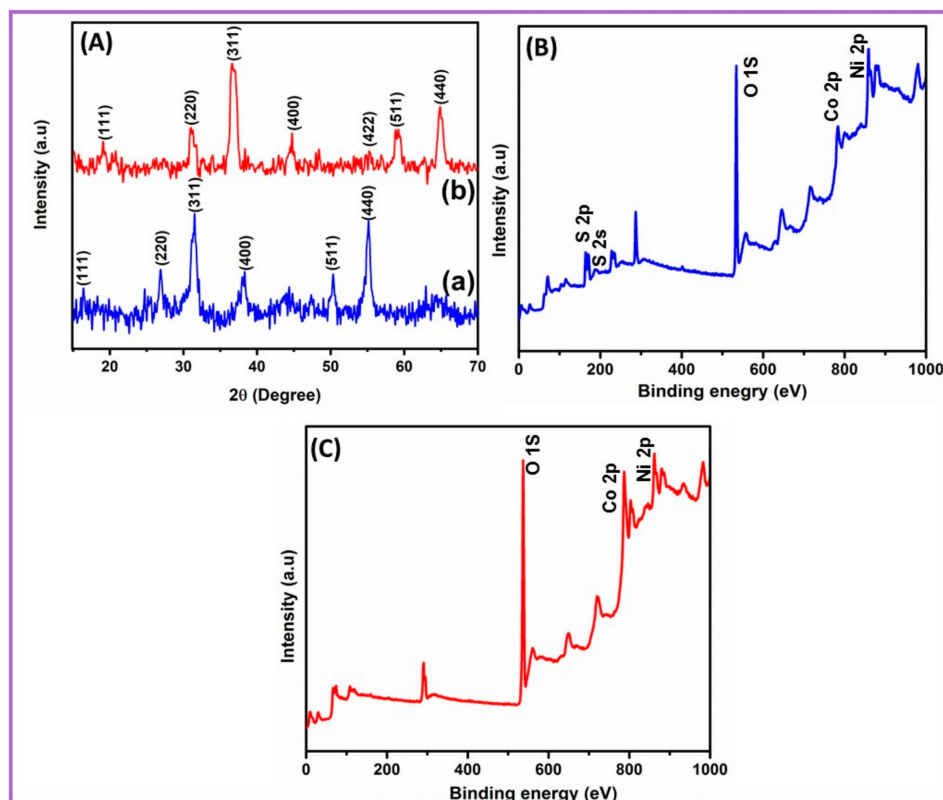 (A)
(111)
(220)
(311)
(400)
(422)
(511)
(440)
(b)
(111)
(220)
(311)
(400)
(511)
(440)
(a)
Intensity (a.u)
20 30 40 50 60 70
2θ (Degree)
(B)
S 2p
S 2s
O 1S
Co 2p
Ni 2p
Intensity (a.u)
0 200 400 600 800 1000
Binding enegry (eV)
(C)
O 1S
Co 2p
Ni 2p
Intensity (a.u)
0 200 400 600 800 1000
Binding energy (eV)